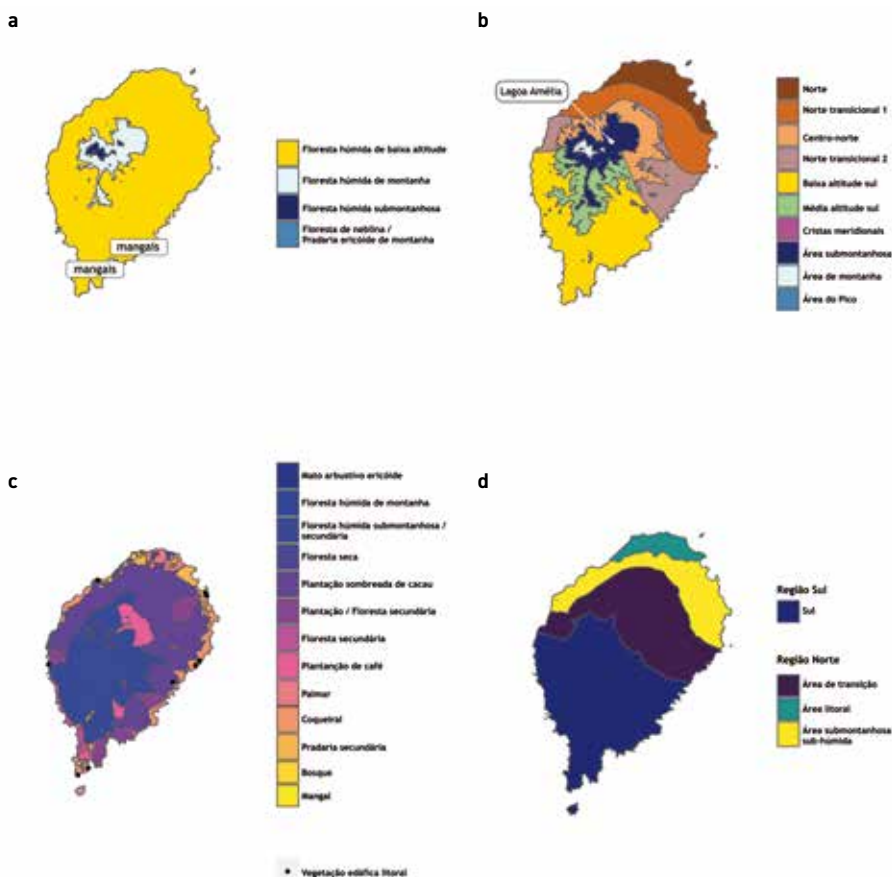 a
Floresta húmida de baixa altitude
Floresta húmida de montanha
Floresta húmida submontanhosa
Floresta de neblina /
Pradaria ericóide de montanha
mangais
mangais
b
Lagoa Amélia
Norte
Norte transicional 1
Centro-norte
Norte transicional 2
Baixa altitude sul
Média altitude sul
Cristas meridionais
Área submontanhosa
Área de montanha
Área do Pico
c
Mato arbustivo ericóide
Floresta húmida de montanha
Floresta húmida submontanhosa /
secundária
Floresta seca
Plantação sombreada de cacau
Plantação / Floresta secundária
Floresta secundária
Plantanção de café
Palmar
Coqueiral
Pradaria secundária
Bosque
Mangal
Vegetação edáfica litoral
d
Região Sul
Sul
Região Norte
Área de transição
Área litoral
Área submontanhosa
sub-húmida